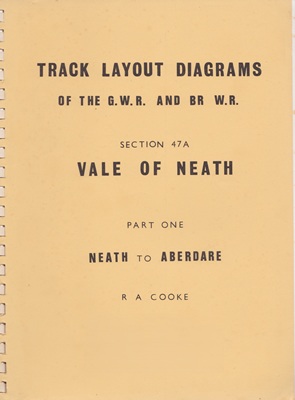 TRACK LAYOUT DIAGRAMS
OF THE G.W.R. AND BR W.R.
SECTION 47A
VALE OF NEATH
PART ONE
NEATH TO ABERDARE
R A COOKE